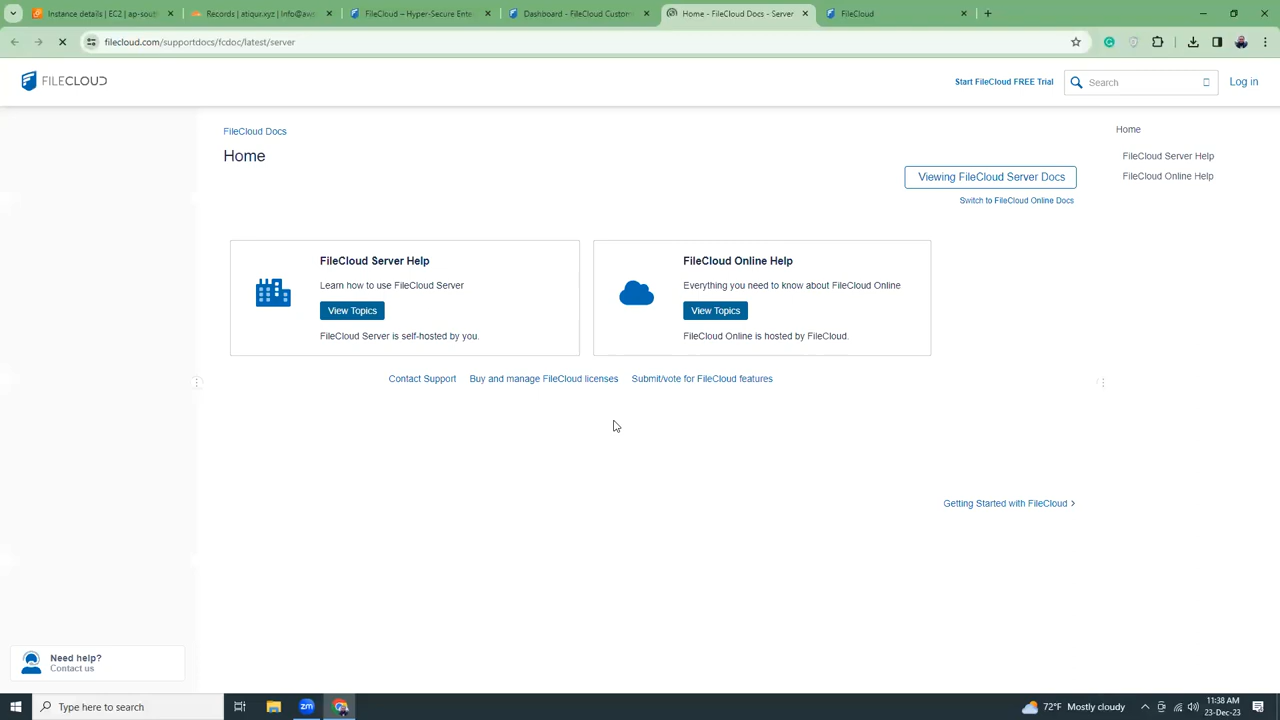 Instance details | EC2 | ap-south
Records | atiqur.xyz | Info@ave
FileCloud – Hyper-Secure Ente
Dashboard - FileCloud Custom
Home - FileCloud Docs - Server
FileCloud
filecloud.com/supportdocs/fcdoc/latest/server
FILECLOUD
Start FileCloud FREE Trial
Search
Log in
FileCloud Docs
Home
Viewing FileCloud Server Docs
Switch to FileCloud Online Docs
Home
FileCloud Server Help
FileCloud Online Help
FileCloud Server Help
Learn how to use FileCloud Server
View Topics
FileCloud Server is self-hosted by you.
FileCloud Online Help
Everything you need to know about FileCloud Online
View Topics
FileCloud Online is hosted by FileCloud.
Contact Support
Buy and manage FileCloud licenses
Submit/vote for FileCloud features
Getting Started with FileCloud
Need help?
Contact us
Type here to search
zm
72°F Mostly cloudy
11:38 AM
23-Dec-23